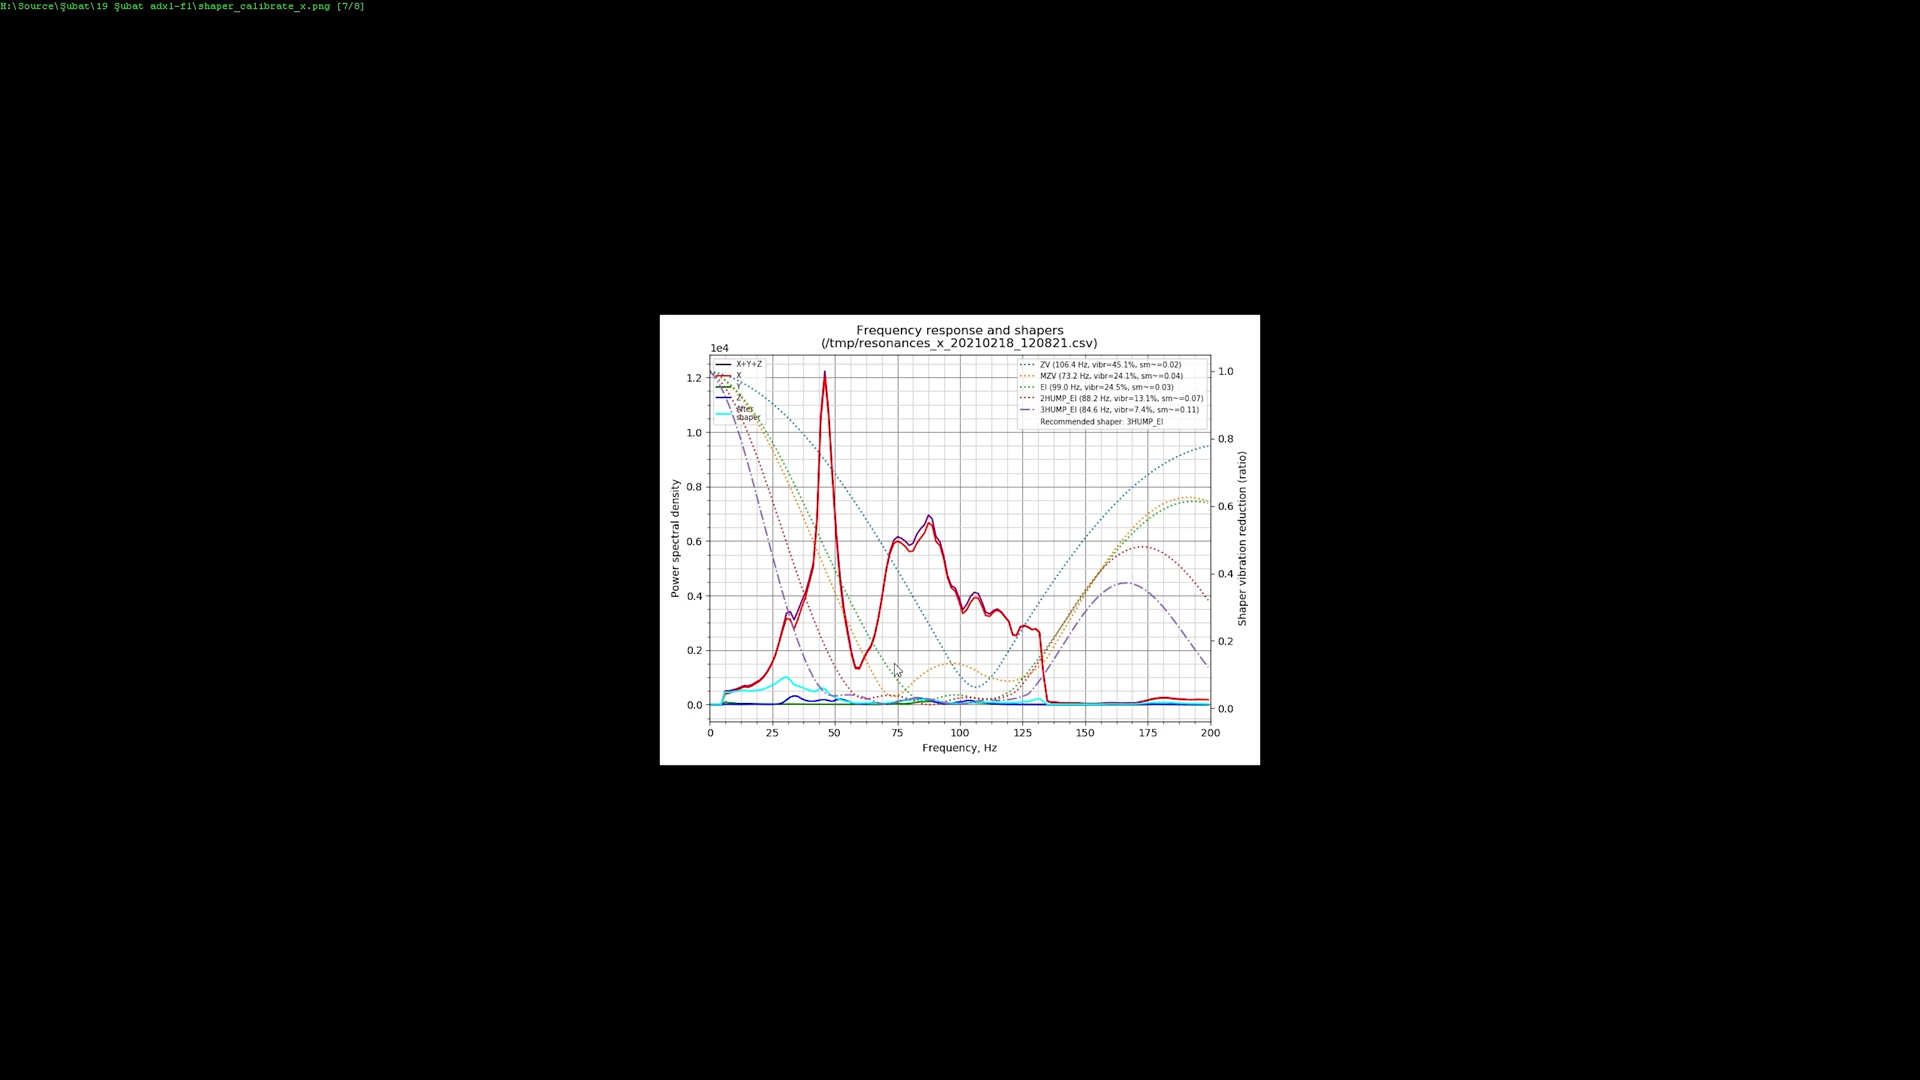 H:\Source\Şubat\19 Şubat adxl-fl\shaper_calibrate_x.png [7/8]
Frequency response and shapers
(/tmp/resonances_x_20210218_120821.csv)
1e4
X+Y+Z
X
Y
Z
After
shaper
ZV (106.4 Hz, vibr=45.1%, sm~=0.02)
MZV (73.2 Hz, vibr=24.1%, sm~=0.04)
EI (99.0 Hz, vibr=24.5%, sm~=0.03)
2HUMP_EI (88.2 Hz, vibr=13.1%, sm~=0.07)
3HUMP_EI (84.6 Hz, vibr=7.4%, sm~=0.11)
Recommended shaper: 3HUMP_EI
1.2
1.0
0.8
0.6
0.4
0.2
0.0
Power spectral density
1.0
0.8
0.6
0.4
0.2
0.0
Shaper vibration reduction (ratio)
0 25 50 75 100 125 150 175 200
Frequency, Hz